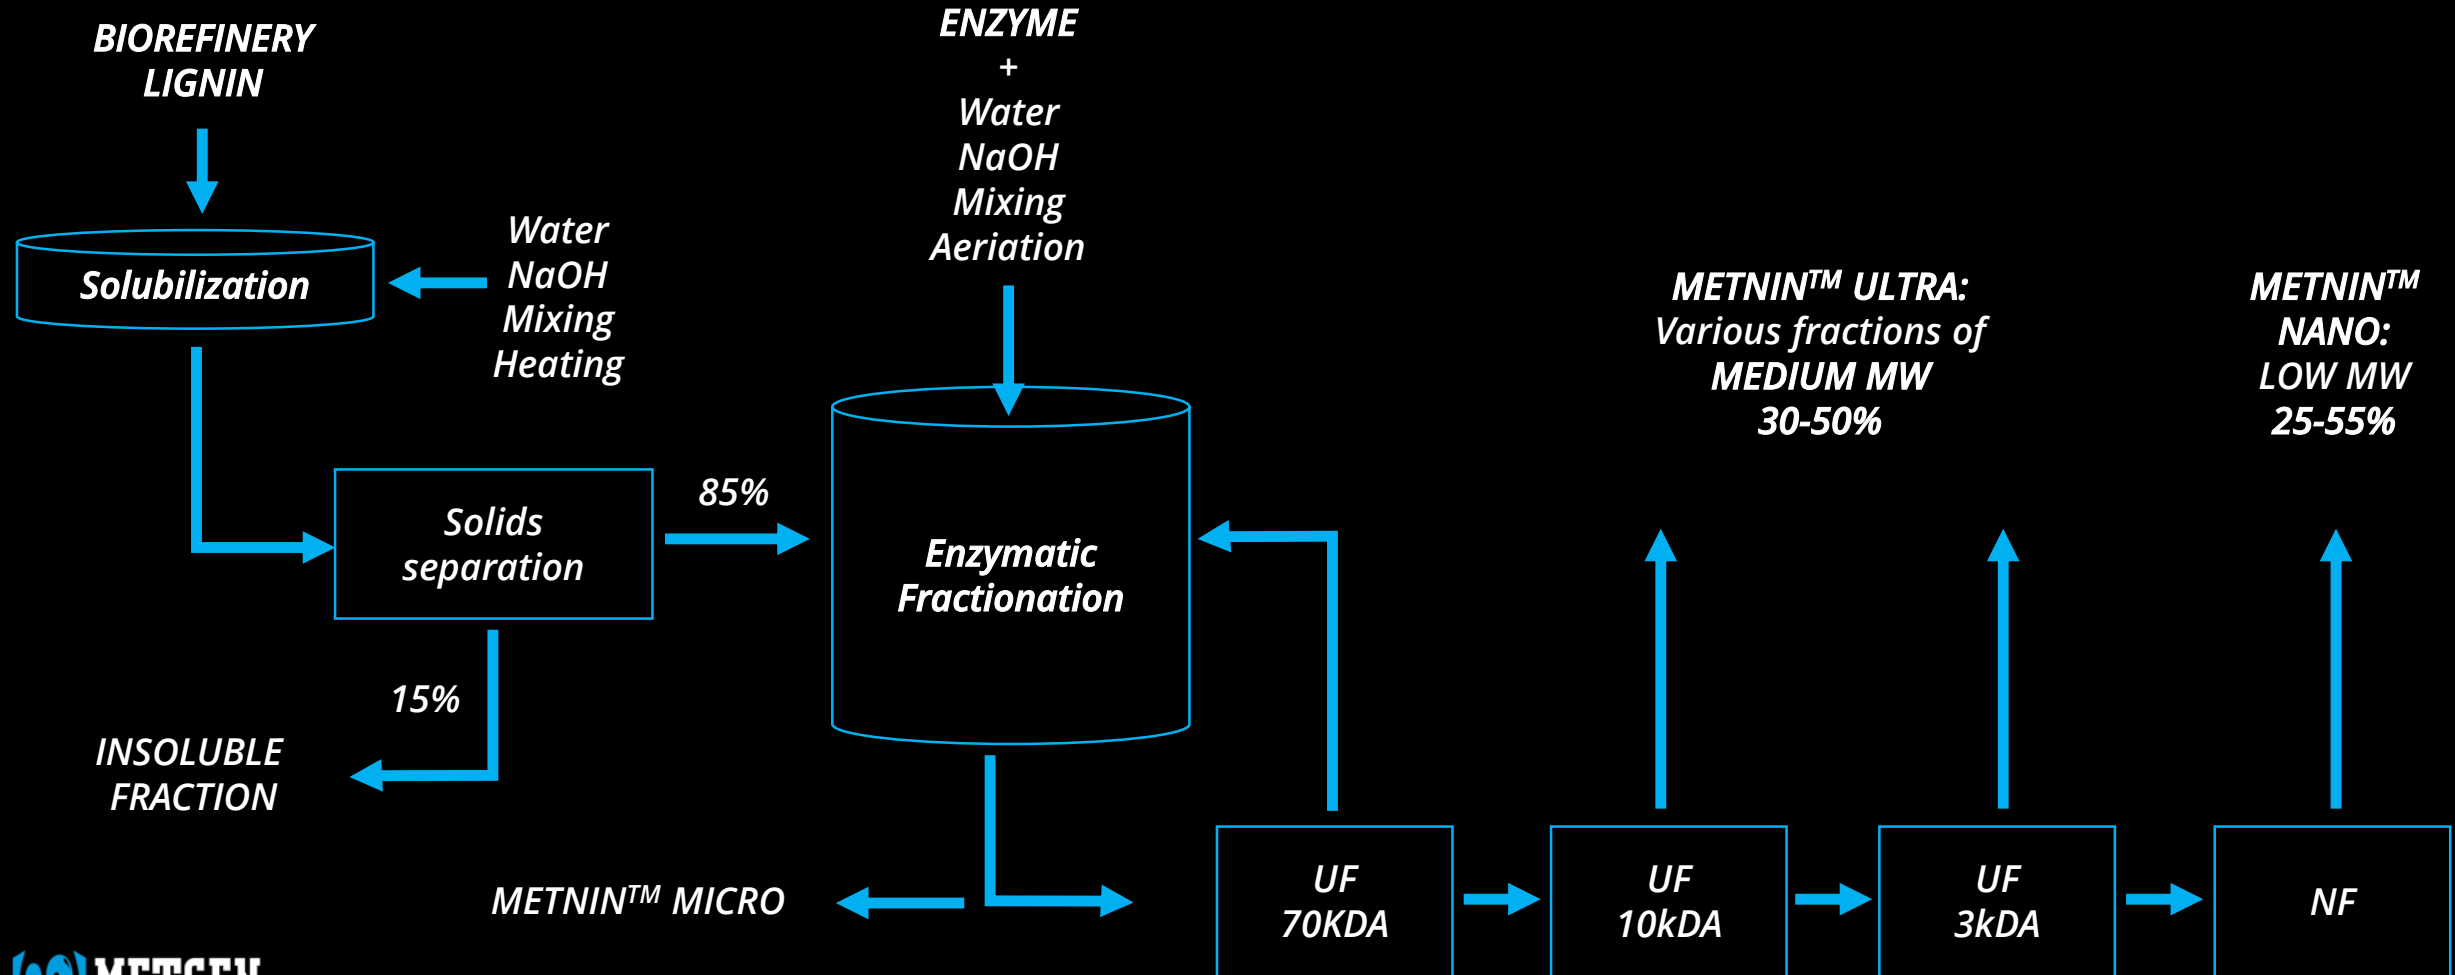 BIOREFINERY
LIGNIN
ENZYME
+
Water
NaOH
Mixing
Aeriation
Water
NaOH
Mixing
Heating
Solubilization
METNIN™ ULTRA:
Various fractions of
MEDIUM MW
30-50%
METNIN™
NANO:
LOW MW
25-55%
Solids
separation
85%
Enzymatic
Fractionation
15%
INSOLUBLE
FRACTION
METNIN™ MICRO
UF
70KDA
UF
10kDA
UF
3kDA
NF
METGEN